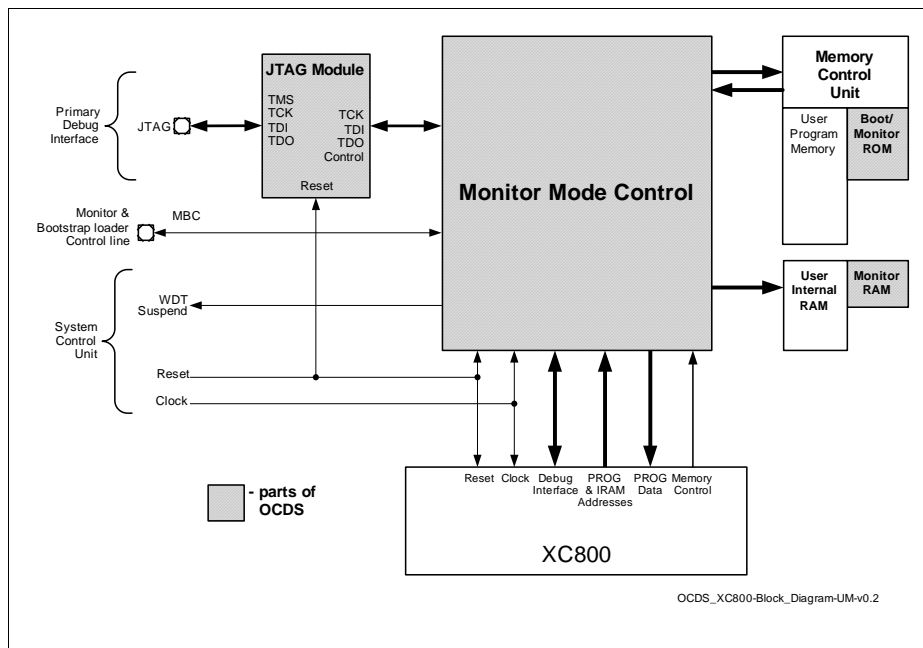 JTAG Module
TMS
TCK
TDI
TDO
TCK
TDI
TDO
Control
Reset
Primary
Debug
Interface
JTAG
Monitor &
Bootstrap loader
Control line
MBC
System
Control
Unit
WDT
Suspend
Reset
Clock
Monitor Mode Control
Memory
Control
Unit
User
Program
Memory
Boot/
Monitor
ROM
User
Internal
RAM
Monitor
RAM
- parts of
OCDS
Reset
Clock
Debug
Interface
PROG
& IRAM
Addresses
PROG
Data
Memory
Control
XC800
OCDS_XC800-Block_Diagram-UM-v0.2